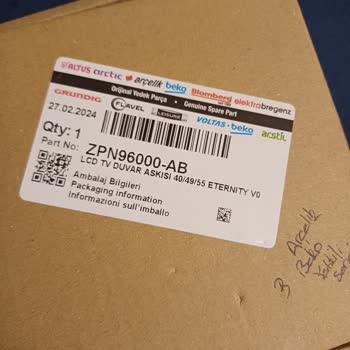 ALTUS arctic arçelik beko Blomberg elektrabregenz
Orijinal Yedek Parça • Genuine Spare Part
GRUNDIG FLAVEL LEISURE VOLTAS • beko arstil
27.02.2024
Qty: 1
Part No: ZPN96000-AB
LCD TV DUVAR ASKISI 40/49/55 ETERNITY V0
Ambalaj Bilgileri
Packaging information
Informazioni sull'imballo
Arçelik
Beko
Yetkili